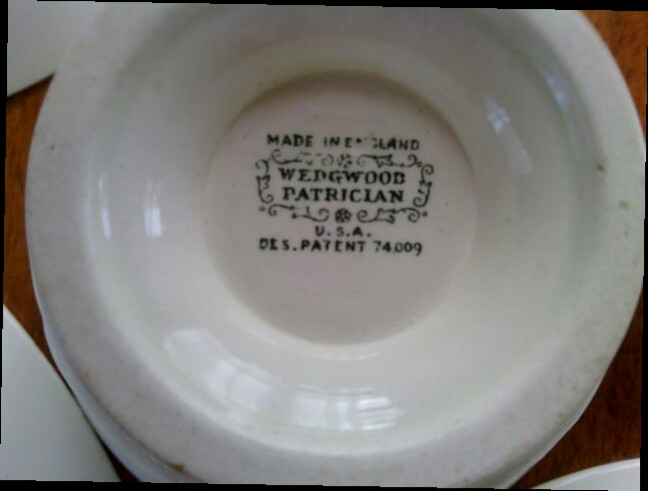 MADE IN ENGLAND
WEDGWOOD
PATRICIAN
U.S.A.
DES. PATENT 74,009